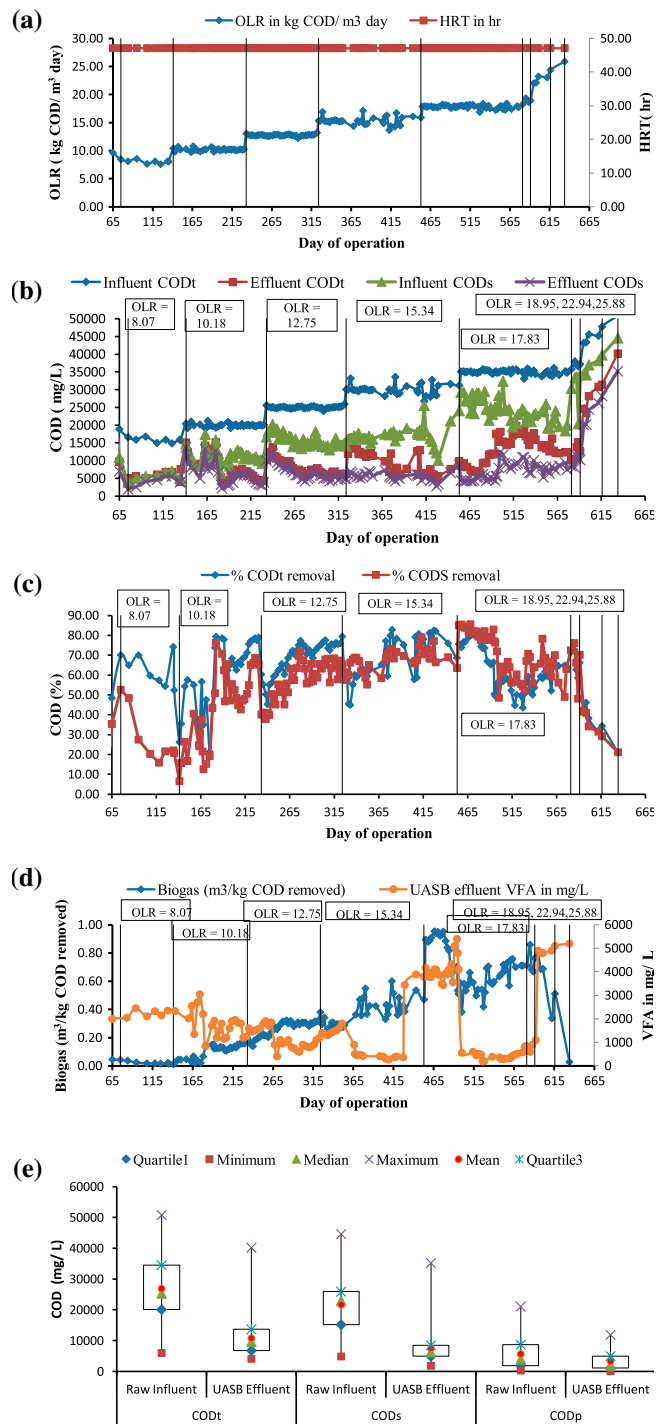 (a)
OLR in kg COD/ m3 day
HRT in hr
30.00
25.00
20.00
15.00
10.00
5.00
0.00
OLR ( kg COD/ m³ day)
50.00
40.00
30.00
20.00
10.00
0.00
HRT( hr)
65 115 165 215 265 315 365 415 465 515 565 615 665
Day of operation
(b)
Influent CODt
Effluent CODt
Influent CODs
Effluent CODs
50000
45000
40000
35000
30000
25000
20000
15000
10000
5000
0
COD ( mg/L)
OLR = 8.07
OLR = 10.18
OLR = 12.75
OLR = 15.34
OLR = 18.95, 22.94,25.88
OLR = 17.83
65 115 165 215 265 315 365 415 465 515 565 615 665
Day of operation
(c)
% CODt removal
% CODS removal
90.00
80.00
70.00
60.00
50.00
40.00
30.00
20.00
10.00
0.00
COD (%)
OLR = 8.07
OLR = 10.18
OLR = 12.75
OLR = 15.34
OLR = 18.95, 22.94,25.88
OLR = 17.83
65 115 165 215 265 315 365 415 465 515 565 615 665
Day of operation
(d)
Biogas (m3/kg COD removed)
UASB effluent VFA in mg/L
1.00
0.80
0.60
0.40
0.20
0.00
Biogas (m³/kg COD removed)
OLR = 8.07
OLR = 10.18
OLR = 12.75
OLR = 15.34
OLR = 18.95, 22.94,25.88
OLR = 17.83
6000
5000
4000
3000
2000
1000
0
VFA in mg/ L
65 115 165 215 265 315 365 415 465 515 565 615 665
Day of operation
(e)
Quartile1
Minimum
Median
Maximum
Mean
Quartile3
60000
50000
40000
30000
20000
10000
0
COD (mg/ L)
Raw Influent
UASB Effluent
Raw Influent
UASB Effluent
Raw Influent
UASB Effluent
CODt
CODs
CODp